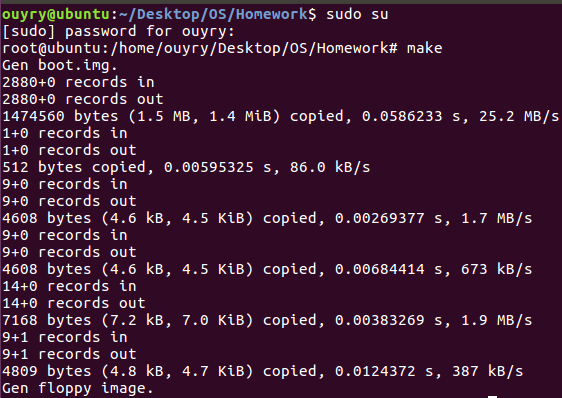 ouyry@ubuntu:~/Desktop/OS/Homework$ sudo su
[sudo] password for ouyry:
root@ubuntu:/home/ouyry/Desktop/OS/Homework# make
Gen boot.img.
2880+0 records in
2880+0 records out
1474560 bytes (1.5 MB, 1.4 MiB) copied, 0.0586233 s, 25.2 MB/s
1+0 records in
1+0 records out
512 bytes copied, 0.00595325 s, 86.0 kB/s
9+0 records in
9+0 records out
4608 bytes (4.6 kB, 4.5 KiB) copied, 0.00269377 s, 1.7 MB/s
9+0 records in
9+0 records out
4608 bytes (4.6 kB, 4.5 KiB) copied, 0.00684414 s, 673 kB/s
14+0 records in
14+0 records out
7168 bytes (7.2 kB, 7.0 KiB) copied, 0.00383269 s, 1.9 MB/s
9+1 records in
9+1 records out
4809 bytes (4.8 kB, 4.7 KiB) copied, 0.0124372 s, 387 kB/s
Gen floppy image.